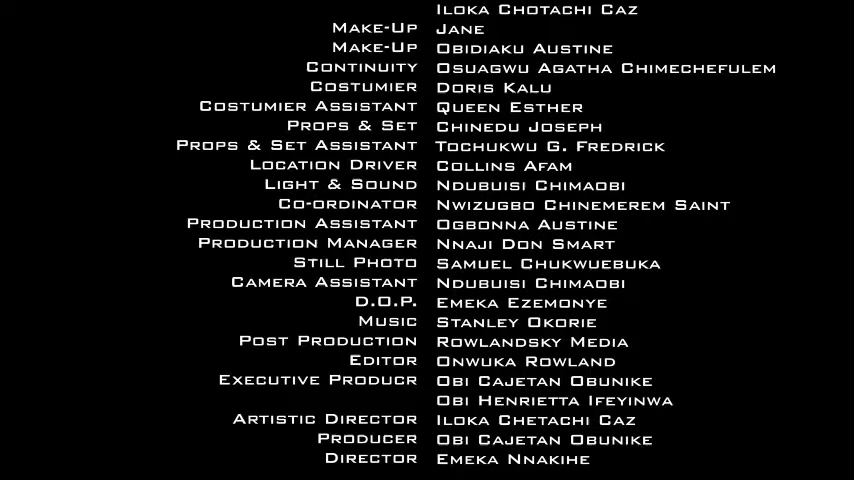 Iloka Chotachi Caz
Make-Up Jane
Make-Up Obidiaku Austine
Continuity Osuagwu Agatha Chimechefulem
Costumier Doris Kalu
Costumier Assistant Queen Esther
Props & Set Chinedu Joseph
Props & Set Assistant Tochukwu G. Fredrick
Location Driver Collins Afam
Light & Sound Ndubuisi Chimaobi
Co-ordinator Nwizugbo Chinemerem Saint
Production Assistant Ogbonna Austine
Production Manager Nnaji Don Smart
Still Photo Samuel Chukwuebuka
Camera Assistant Ndubuisi Chimaobi
D.O.P. Emeka Ezemonye
Music Stanley Okorie
Post Production Rowlandsky Media
Editor Onwuka Rowland
Executive Producr Obi Cajetan Obunike
Obi Henrietta Ifeyinwa
Artistic Director Iloka Chetachi Caz
Producer Obi Cajetan Obunike
Director Emeka Nnakihe